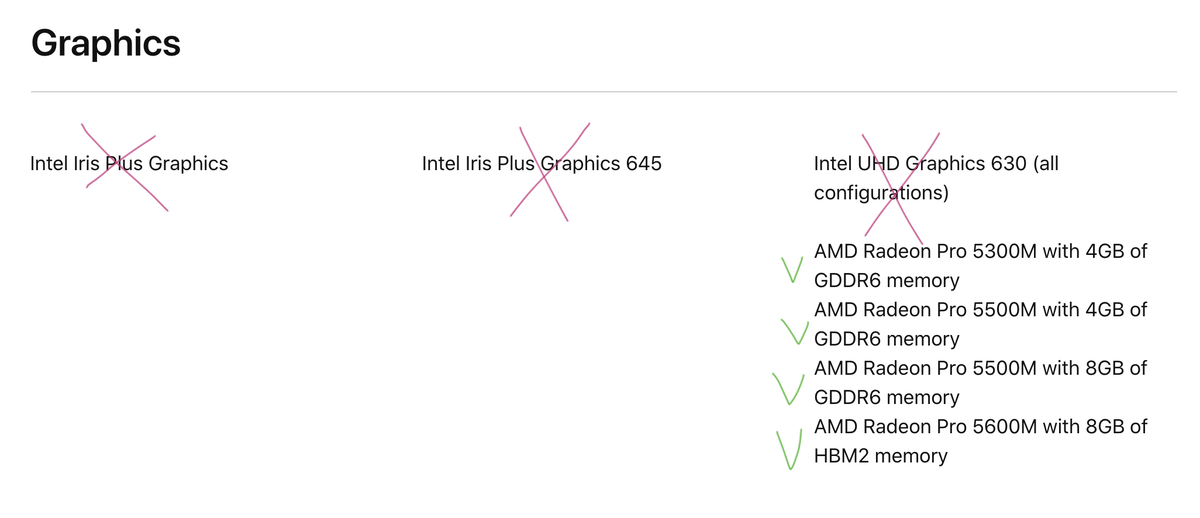 Graphics
Intel Iris Plus Graphics
Intel Iris Plus Graphics 645
Intel UHD Graphics 630 (all
configurations)
AMD Radeon Pro 5300M with 4GB of
GDDR6 memory
AMD Radeon Pro 5500M with 4GB of
GDDR6 memory
AMD Radeon Pro 5500M with 8GB of
GDDR6 memory
AMD Radeon Pro 5600M with 8GB of
HBM2 memory